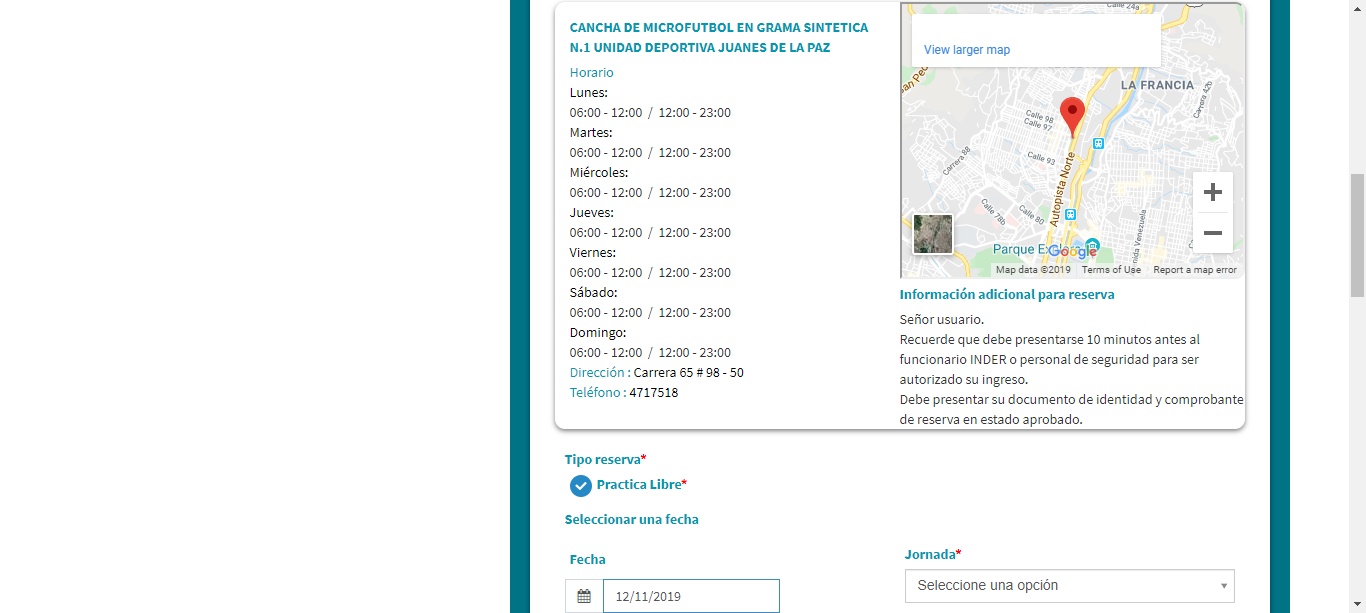 CANCHA DE MICROFUTBOL EN GRAMA SINTETICA
N.1 UNIDAD DEPORTIVA JUANES DE LA PAZ
Horario
Lunes:
06:00 - 12:00 / 12:00 - 23:00
Martes:
06:00 - 12:00 / 12:00 - 23:00
Miércoles:
06:00 - 12:00 / 12:00 - 23:00
Jueves:
06:00 - 12:00 / 12:00 - 23:00
Viernes:
06:00 - 12:00 / 12:00 - 23:00
Sábado:
06:00 - 12:00 / 12:00 - 23:00
Domingo:
06:00 - 12:00 / 12:00 - 23:00
Dirección : Carrera 65 # 98 - 50
Teléfono : 4717518
Calle 24a
View larger map
LA FRANCIA
Carrera 42b
Calle 98
Calle 97
Calle 93
Carrera 88
Autopista Norte
Calle 80
Calle 78b
Venezuela
Parque Explora
Google
Map data ©2019 Terms of Use Report a map error
Información adicional para reserva
Señor usuario.
Recuerde que debe presentarse 10 minutos antes al
funcionario INDER o personal de seguridad para ser
autorizado su ingreso.
Debe presentar su documento de identidad y comprobante
de reserva en estado aprobado.
Tipo reserva*
Practica Libre*
Seleccionar una fecha
Fecha
12/11/2019
Jornada*
Seleccione una opción